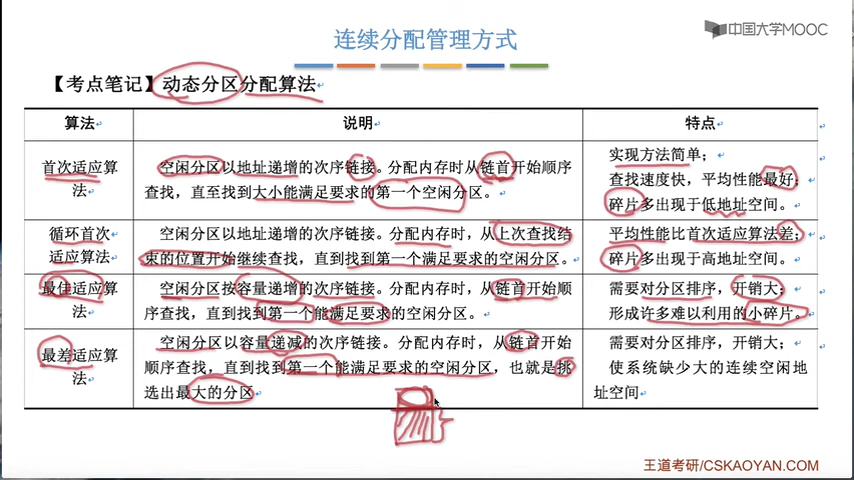 连续分配管理方式
中国大学MOOC
【考点笔记】动态分区分配算法
算法
说明
特点
首次适应算
法
空闲分区以地址递增的次序链接。分配内存时从链首开始顺序
查找，直至找到大小能满足要求的第一个空闲分区。
实现方法简单；
查找速度快，平均性能最好；
碎片多出现于低地址空间。
循环首次
适应算法
空闲分区以地址递增的次序链接。分配内存时，从上次查找结
束的位置开始继续查找，直到找到第一个满足要求的空闲分区。
平均性能比首次适应算法差；
碎片多出现于高地址空间。
最佳适应算
法
空闲分区按容量递增的次序链接。分配内存时，从链首开始顺
序查找，直到找到第一个能满足要求的空闲分区。
需要对分区排序，开销大；
形成许多难以利用的小碎片。
最差适应算
法
空闲分区以容量递减的次序链接。分配内存时，从链首开始
顺序查找，直到找到第一个能满足要求的空闲分区，也就是挑
选出最大的分区
需要对分区排序，开销大；
使系统缺少大的连续空闲地
址空间
王道考研/CSKAOYAN.COM